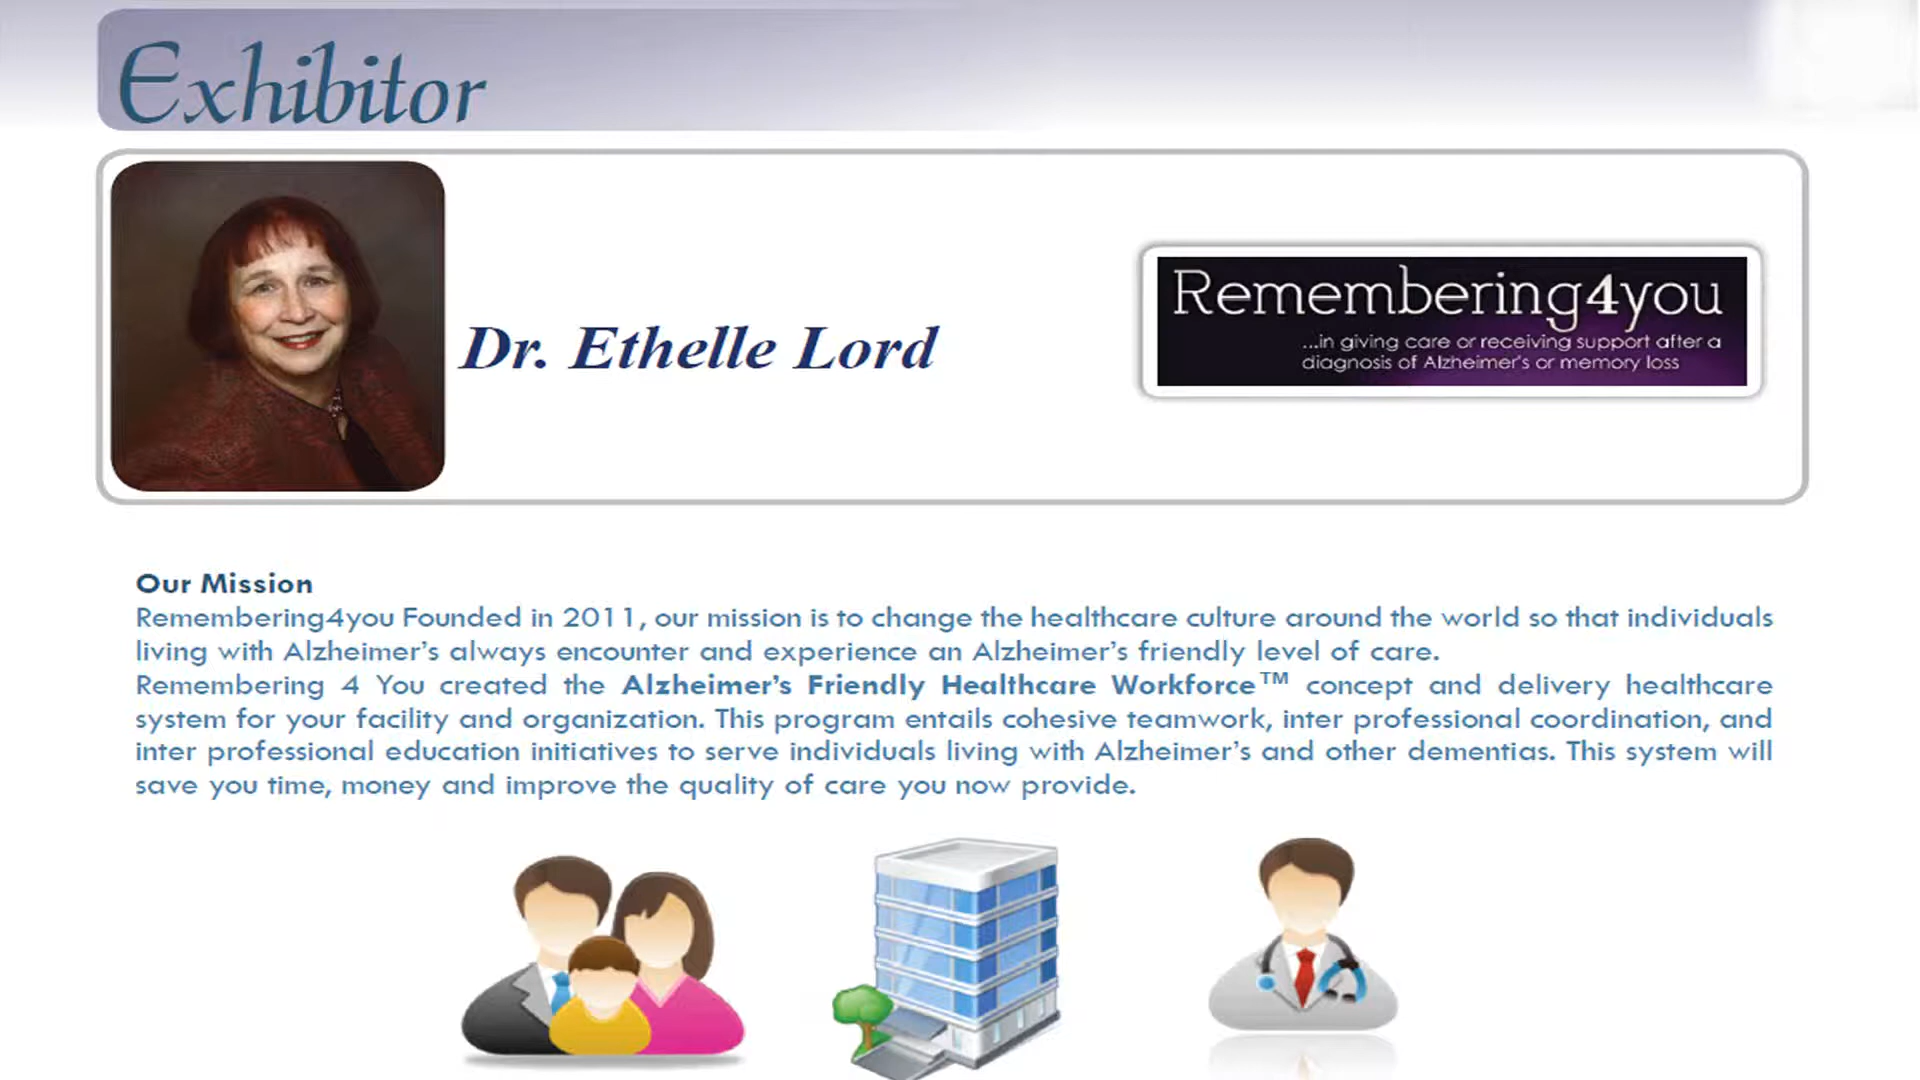 Exhibitor
Dr. Ethelle Lord
Remembering4you
...in giving care or receiving support after a
diagnosis of Alzheimer's or memory loss
Our Mission
Remembering4you Founded in 2011, our mission is to change the healthcare culture around the world so that individuals
living with Alzheimer’s always encounter and experience an Alzheimer’s friendly level of care.
Remembering 4 You created the Alzheimer’s Friendly Healthcare Workforce™ concept and delivery healthcare
system for your facility and organization. This program entails cohesive teamwork, inter professional coordination, and
inter professional education initiatives to serve individuals living with Alzheimer’s and other dementias. This system will
save you time, money and improve the quality of care you now provide.